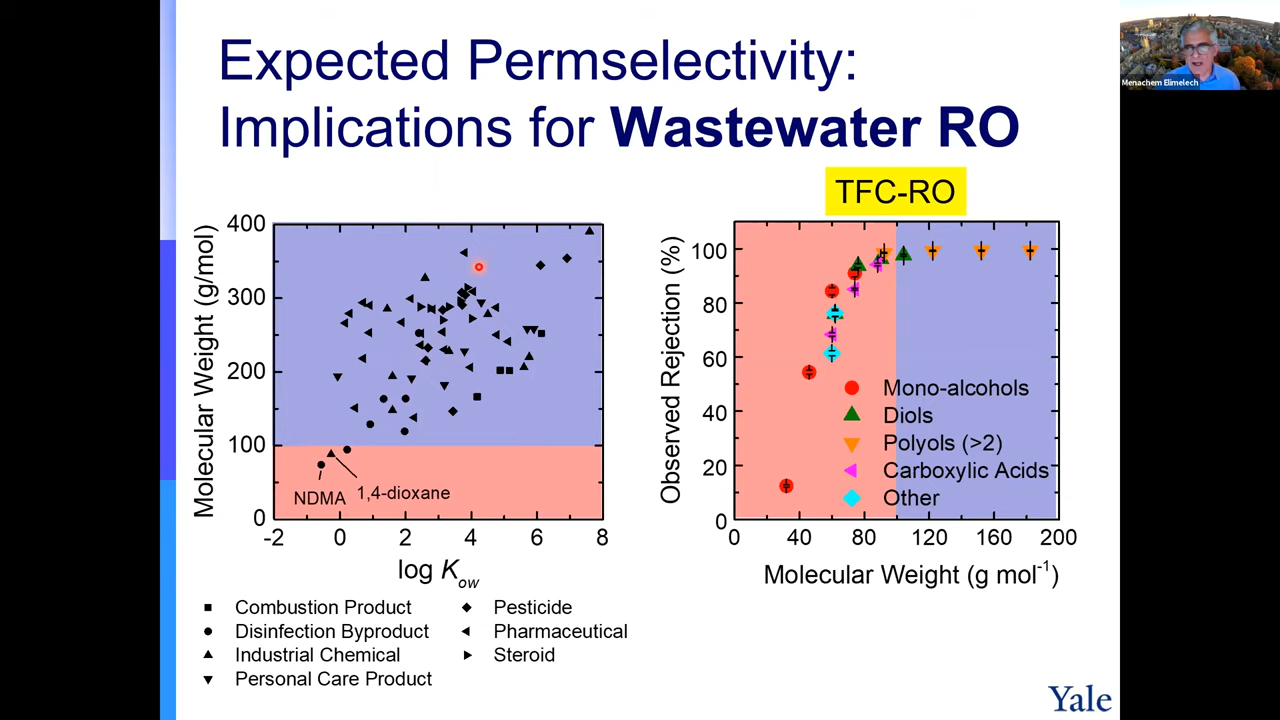 Expected Permselectivity:
Implications for Wastewater RO
Menachem Elimelech
TFC-RO
Molecular Weight (g/mol)
400
300
200
100
0
NDMA
1,4-dioxane
-2 0 2 4 6 8
log Kow
Combustion Product
Disinfection Byproduct
Industrial Chemical
Personal Care Product
Pesticide
Pharmaceutical
Steroid
Observed Rejection (%)
100
80
60
40
20
0
Mono-alcohols
Diols
Polyols (>2)
Carboxylic Acids
Other
0 40 80 120 160 200
Molecular Weight (g mol-1)
Yale